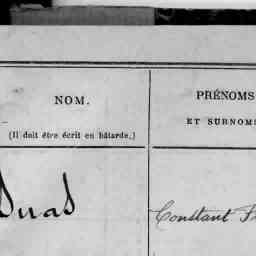 NOM.
(Il doit être écrit en bâtarde.)
PRÉNOMS
ET SURNOMS
Constant